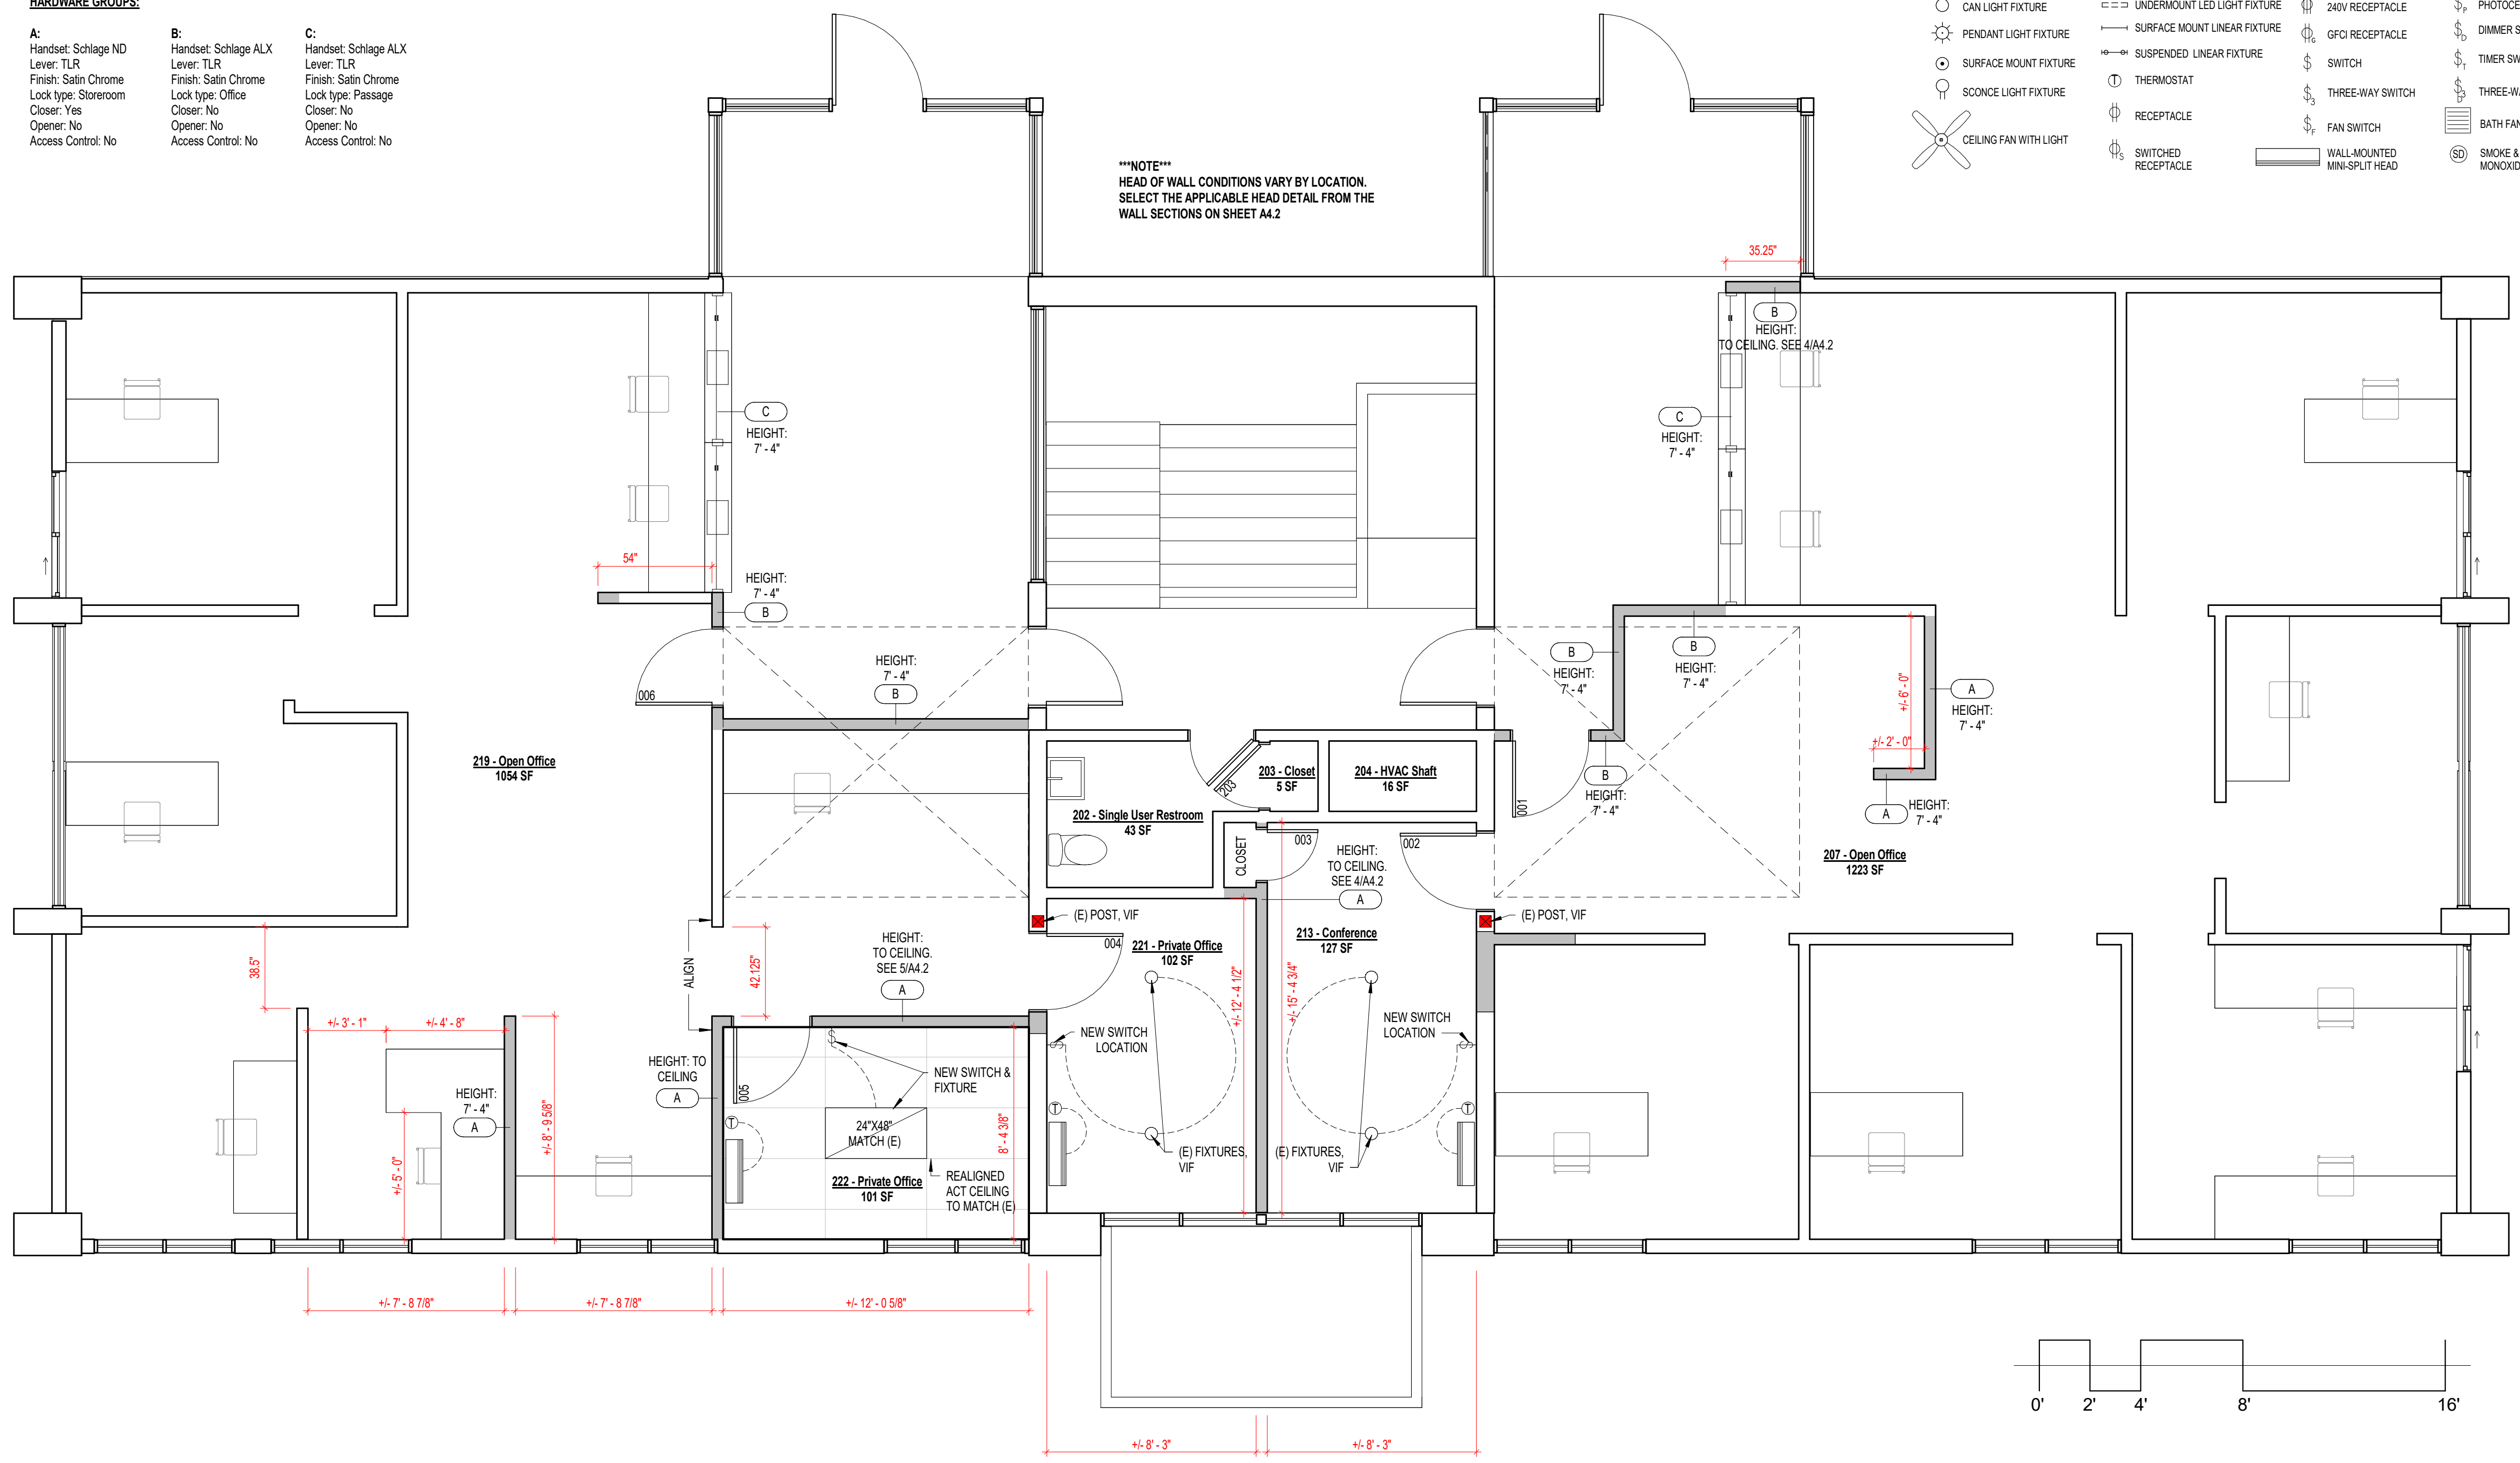 HARDWARE GROUPS:
A:
Handset: Schlage ND
Lever: TLR
Finish: Satin Chrome
Lock type: Storeroom
Closer: Yes
Opener: No
Access Control: No
B:
Handset: Schlage ALX
Lever: TLR
Finish: Satin Chrome
Lock type: Office
Closer: No
Opener: No
Access Control: No
C:
Handset: Schlage ALX
Lever: TLR
Finish: Satin Chrome
Lock type: Passage
Closer: No
Opener: No
Access Control: No
***NOTE***
HEAD OF WALL CONDITIONS VARY BY LOCATION.
SELECT THE APPLICABLE HEAD DETAIL FROM THE
WALL SECTIONS ON SHEET A4.2
CAN LIGHT FIXTURE
PENDANT LIGHT FIXTURE
SURFACE MOUNT FIXTURE
SCONCE LIGHT FIXTURE
CEILING FAN WITH LIGHT
UNDERMOUNT LED LIGHT FIXTURE
SURFACE MOUNT LINEAR FIXTURE
SUSPENDED LINEAR FIXTURE
T THERMOSTAT
RECEPTACLE
S SWITCHED
RECEPTACLE
240V RECEPTACLE
G GFCI RECEPTACLE
$ SWITCH
$3 THREE-WAY SWITCH
$F FAN SWITCH
WALL-MOUNTED
MINI-SPLIT HEAD
$P PHOTOCE
$D DIMMER S
$T TIMER SW
$3D THREE-WA
BATH FAN
SD SMOKE &
MONOXID
35.25"
B
HEIGHT:
TO CEILING. SEE 4/A4.2
C
HEIGHT:
7' - 4"
C
HEIGHT:
7' - 4"
54"
HEIGHT:
7' - 4"
B
HEIGHT:
7' - 4"
B
006
B
HEIGHT:
7' - 4"
B
HEIGHT:
7' - 4"
+/- 6' - 0"
A
HEIGHT:
7' - 4"
+/- 2' - 0"
B
HEIGHT:
7' - 4"
A
HEIGHT:
7' - 4"
219 - Open Office
1054 SF
203
203 - Closet
5 SF
204 - HVAC Shaft
16 SF
001
202 - Single User Restroom
43 SF
CLOSET
003
002
HEIGHT:
TO CEILING.
SEE 4/A4.2
A
207 - Open Office
1223 SF
(E) POST, VIF
(E) POST, VIF
004
221 - Private Office
102 SF
213 - Conference
127 SF
38.5"
ALIGN
42.125"
HEIGHT:
TO CEILING.
SEE 5/A4.2
A
+/- 12' - 4 1/2"
+/- 15' - 4 3/4"
+/- 3' - 1"
+/- 4' - 8"
NEW SWITCH
LOCATION
NEW SWITCH
LOCATION
$
$
$
HEIGHT: TO
CEILING
A
005
NEW SWITCH &
FIXTURE
HEIGHT:
7' - 4"
A
+/- 8' - 9 5/8"
+/- 5' - 0"
T
T
T
24"X48"
MATCH (E)
8' - 4 3/8"
(E) FIXTURES,
VIF
(E) FIXTURES,
VIF
222 - Private Office
101 SF
REALIGNED
ACT CEILING
TO MATCH (E)
+/- 7' - 8 7/8"
+/- 7' - 8 7/8"
+/- 12' - 0 5/8"
+/- 8' - 3"
+/- 8' - 3"
0' 2' 4' 8' 16'